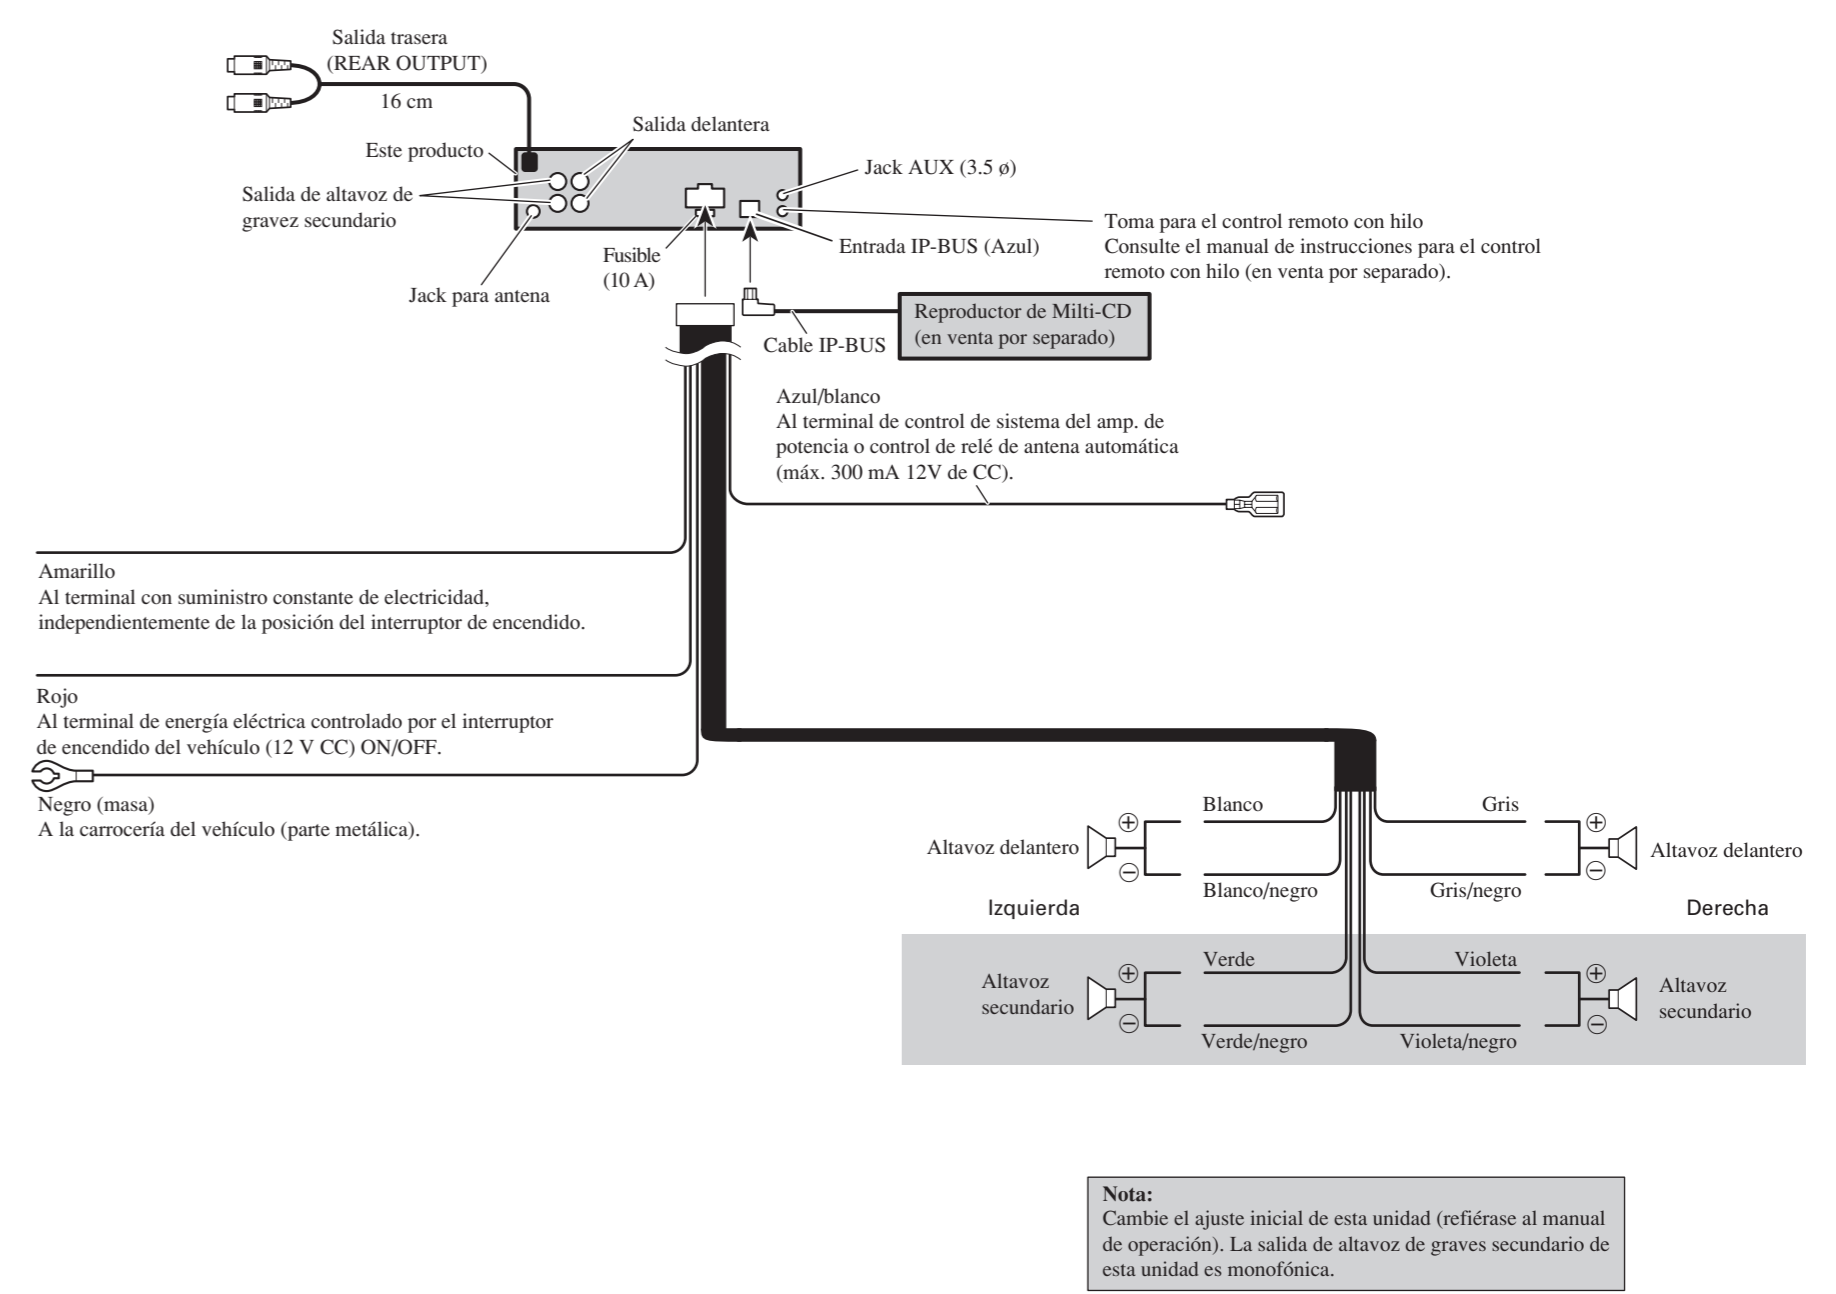 Salida trasera
(REAR OUTPUT)
16 cm
Salida delantera
Este producto
Jack AUX (3.5 ø)
Salida de altavoz de
gravez secundario
Toma para el control remoto con hilo
Consulte el manual de instrucciones para el control
remoto con hilo (en venta por separado).
Entrada IP-BUS (Azul)
Fusible
(10 A)
Jack para antena
Reproductor de Milti-CD
(en venta por separado)
Cable IP-BUS
Azul/blanco
Al terminal de control de sistema del amp. de
potencia o control de relé de antena automática
(máx. 300 mA 12V de CC).
Amarillo
Al terminal con suministro constante de electricidad,
independientemente de la posición del interruptor de encendido.
Rojo
Al terminal de energía eléctrica controlado por el interruptor
de encendido del vehículo (12 V CC) ON/OFF.
Negro (masa)
A la carrocería del vehículo (parte metálica).
Blanco
Gris
+
+
Altavoz delantero
Altavoz delantero
−
−
Blanco/negro
Gris/negro
Izquierda
Derecha
Verde
Violeta
+
+
Altavoz
secundario
Altavoz
secundario
−
−
Verde/negro
Violeta/negro
Nota:
Cambie el ajuste inicial de esta unidad (refiérase al manual
de operación). La salida de altavoz de graves secundario de
esta unidad es monofónica.